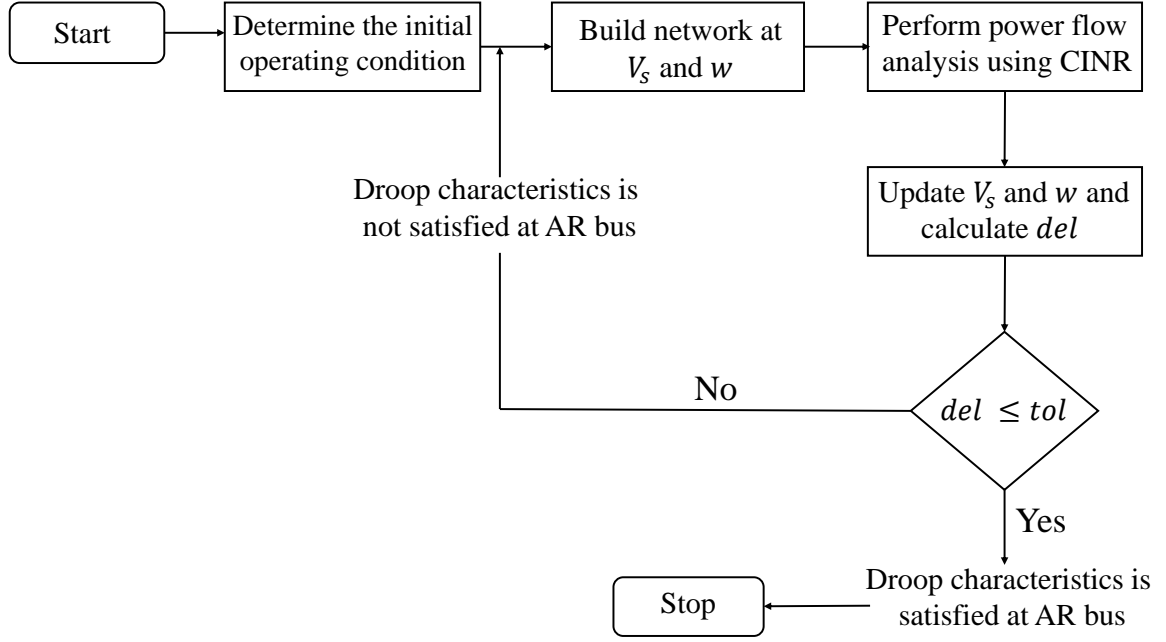 Start
Determine the initial
operating condition
Build network at
V_s and w
Perform power flow
analysis using CINR
Droop characteristics is
not satisfied at AR bus
Update V_s and w and
calculate del
No
del ≤ tol
Yes
Droop characteristics is
satisfied at AR bus
Stop